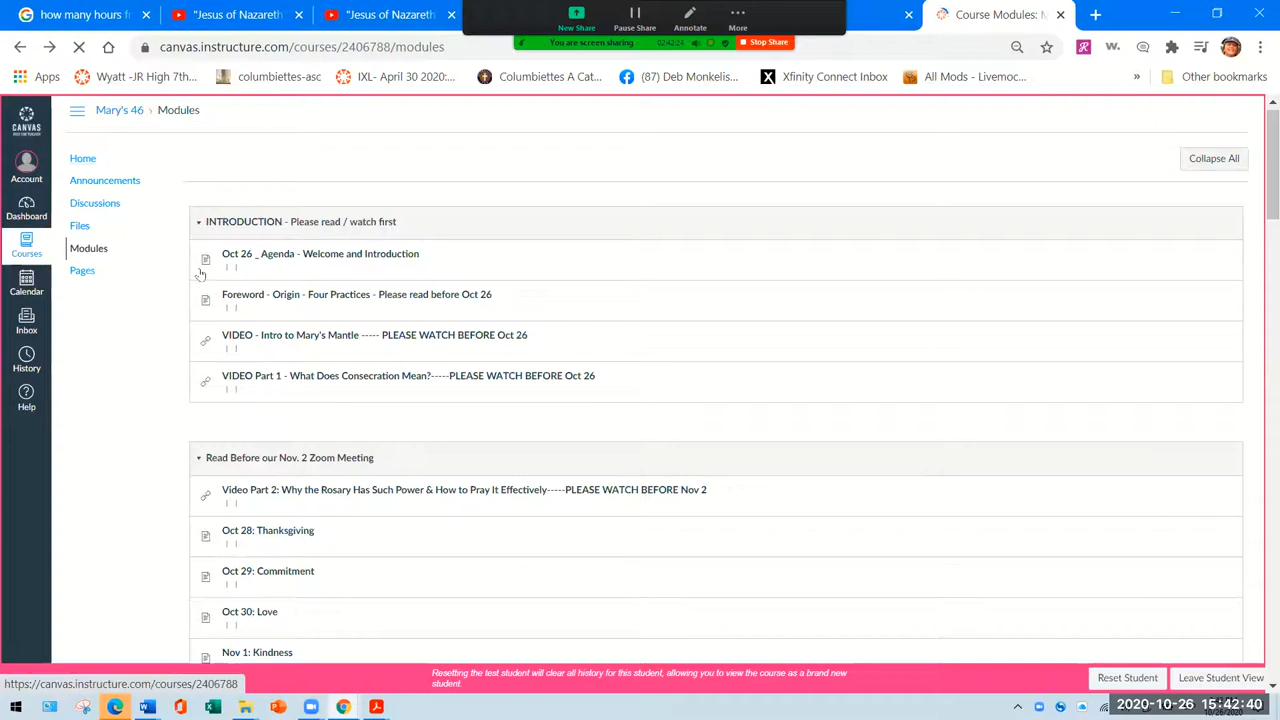 how many hours f
"Jesus of Nazareth
"Jesus of Nazareth
New Share
Pause Share
Annotate
More
You are screen sharing
02:42:24
Stop Share
Course Modules: M
canvas.instructure.com/courses/2406788/modules
Apps
Wyatt -JR High 7th...
columbiettes-asc
IXL- April 30 2020:...
Columbiettes A Cat...
(87) Deb Monkelis...
Xfinity Connect Inbox
All Mods - Livemoc...
»
Other bookmarks
CANVAS
Account
Dashboard
Courses
Calendar
Inbox
History
Help
Mary's 46 › Modules
Home
Announcements
Discussions
Files
Modules
Pages
Collapse All
INTRODUCTION - Please read / watch first
Oct 26 _ Agenda - Welcome and Introduction
Foreword - Origin - Four Practices - Please read before Oct 26
VIDEO - Intro to Mary's Mantle ----- PLEASE WATCH BEFORE Oct 26
VIDEO Part 1 - What Does Consecration Mean?-----PLEASE WATCH BEFORE Oct 26
Read Before our Nov. 2 Zoom Meeting
Video Part 2: Why the Rosary Has Such Power & How to Pray It Effectively-----PLEASE WATCH BEFORE Nov 2
Oct 28: Thanksgiving
Oct 29: Commitment
Oct 30: Love
Nov 1: Kindness
Resetting the test student will clear all history for this student, allowing you to view the course as a brand new
student.
Reset Student
Leave Student View
https://canvas.instructure.com/courses/2406788
2020-10-26 15:42:40